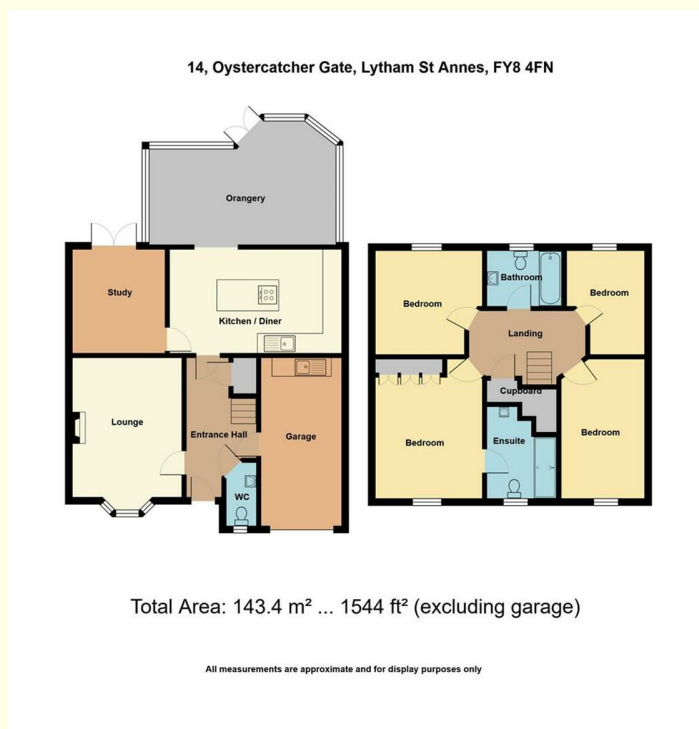 14, Oystercatcher Gate, Lytham St Annes, FY8 4FN
Orangery
Study
Kitchen / Diner
Lounge
Entrance Hall
Garage
WC
Bedroom
Bathroom
Bedroom
Landing
Cupboard
Bedroom
Ensuite
Bedroom
Total Area: 143.4 m² ... 1544 ft² (excluding garage)
All measurements are approximate and for display purposes only